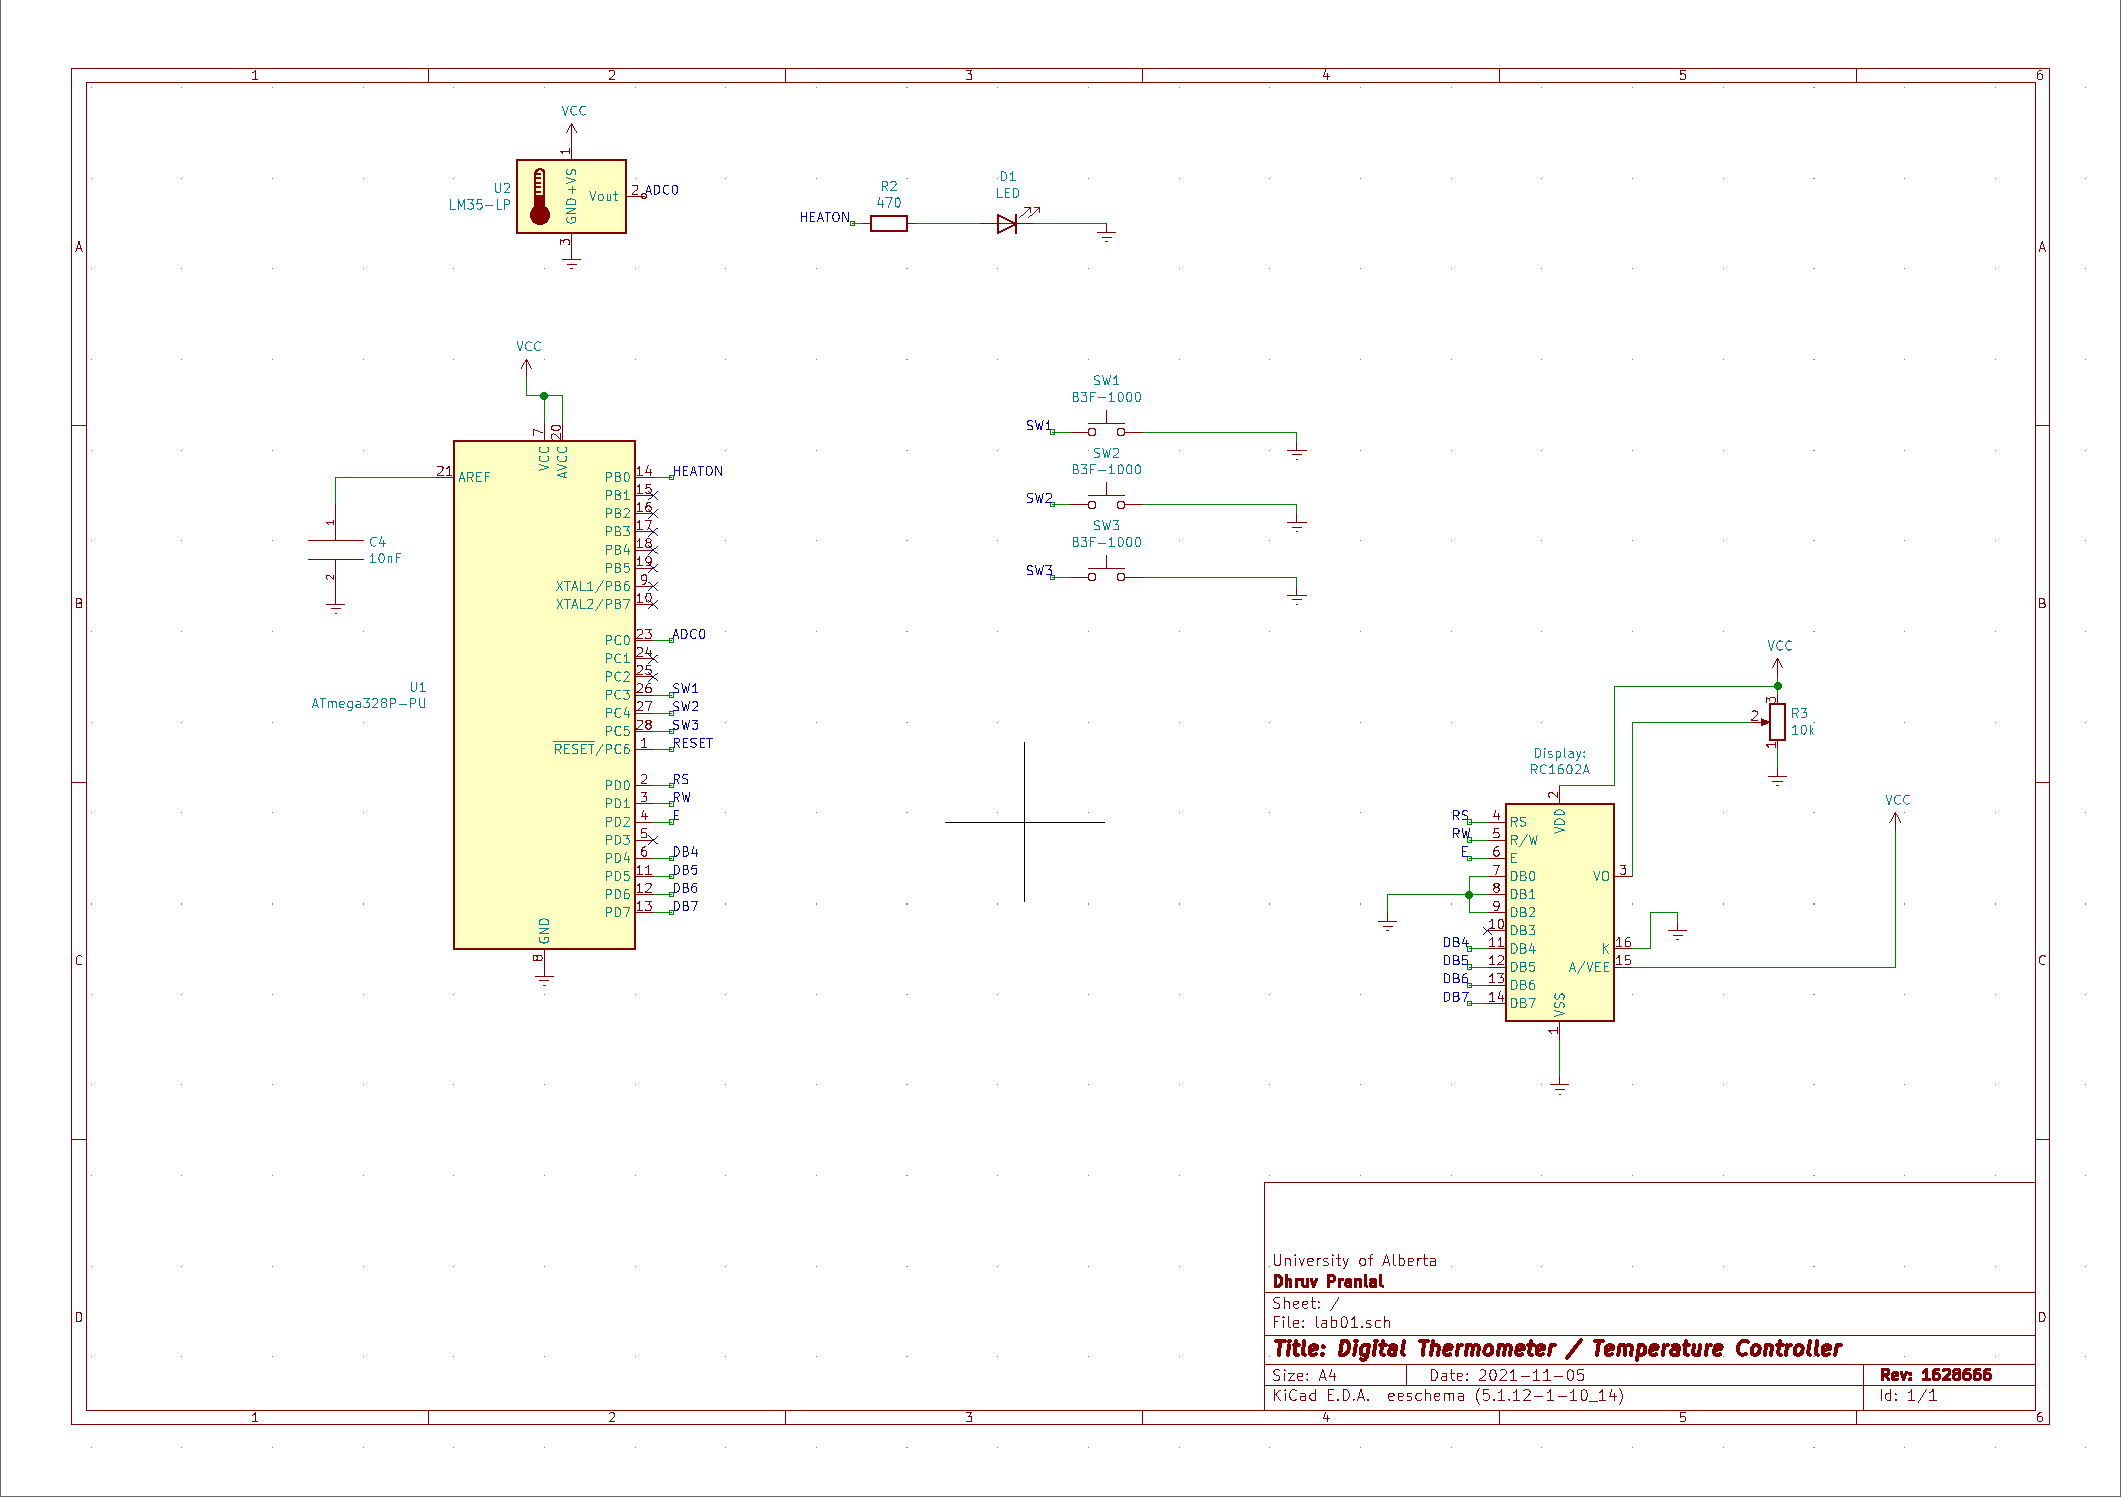 1 2 3 4 5 6
A
B
C
D
VCC
1
U2
LM35-LP
+VS
GND
Vout
2
ADC0
3
HEATON
R2
470
D1
LED
VCC
7
20
VCC
AVCC
21
AREF
1
C4
10nF
2
U1
ATmega328P-PU
PB0 14 HEATON
PB1 15
PB2 16
PB3 17
PB4 18
PB5 19
XTAL1/PB6 9
XTAL2/PB7 10
PC0 23 ADC0
PC1 24
PC2 25
PC3 26 SW1
PC4 27 SW2
PC5 28 SW3
RESET/PC6 1 RESET
PD0 2 RS
PD1 3 RW
PD2 4 E
PD3 5
PD4 6 DB4
PD5 11 DB5
PD6 12 DB6
PD7 13 DB7
GND
8
SW1
B3F-1000
SW1
SW2
B3F-1000
SW2
SW3
B3F-1000
SW3
VCC
3
2
R3
10k
1
Display:
RC1602A
2
VDD
VCC
RS 4 RS
RW 5 R/W
E 6 E
7 DB0
8 DB1
9 DB2
10 DB3
DB4 11 DB4
DB5 12 DB5
DB6 13 DB6
DB7 14 DB7
VO 3
K 16
A/VEE 15
VSS
1
University of Alberta
Dhruv Pranlal
Sheet: /
File: lab01.sch
Title: Digital Thermometer / Temperature Controller
Size: A4 Date: 2021-11-05 Rev: 1628666
KiCad E.D.A. eeschema (5.1.12-1-10_14) Id: 1/1
A
B
C
D
1 2 3 4 5 6